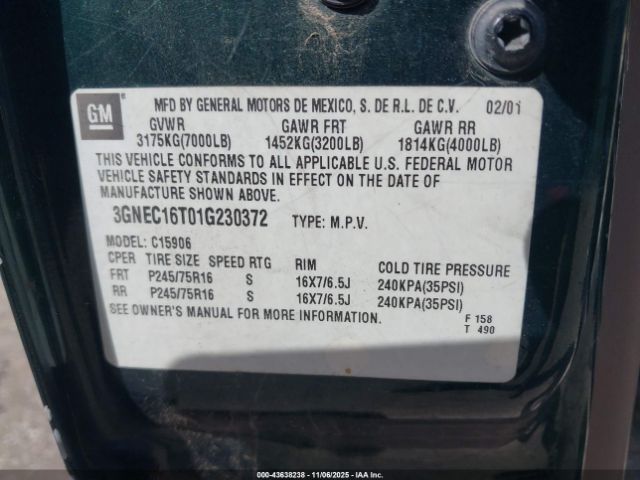 GM
MFD BY GENERAL MOTORS DE MEXICO, S. DE R.L. DE C.V. 02/01
GVWR GAWR FRT GAWR RR
3175KG(7000LB) 1452KG(3200LB) 1814KG(4000LB)
THIS VEHICLE CONFORMS TO ALL APPLICABLE U.S. FEDERAL MOTOR
VEHICLE SAFETY STANDARDS IN EFFECT ON THE DATE OF
MANUFACTURE SHOWN ABOVE.
3GNEC16T01G230372 TYPE: M.P.V.
MODEL: C15906
CPER TIRE SIZE SPEED RTG RIM COLD TIRE PRESSURE
FRT P245/75R16 S 16X7/6.5J 240KPA(35PSI)
RR P245/75R16 S 16X7/6.5J 240KPA(35PSI)
SEE OWNER'S MANUAL FOR MORE INFORMATION.
F 158
T 490
000-43638238 - 11/06/2025 - IAA Inc.